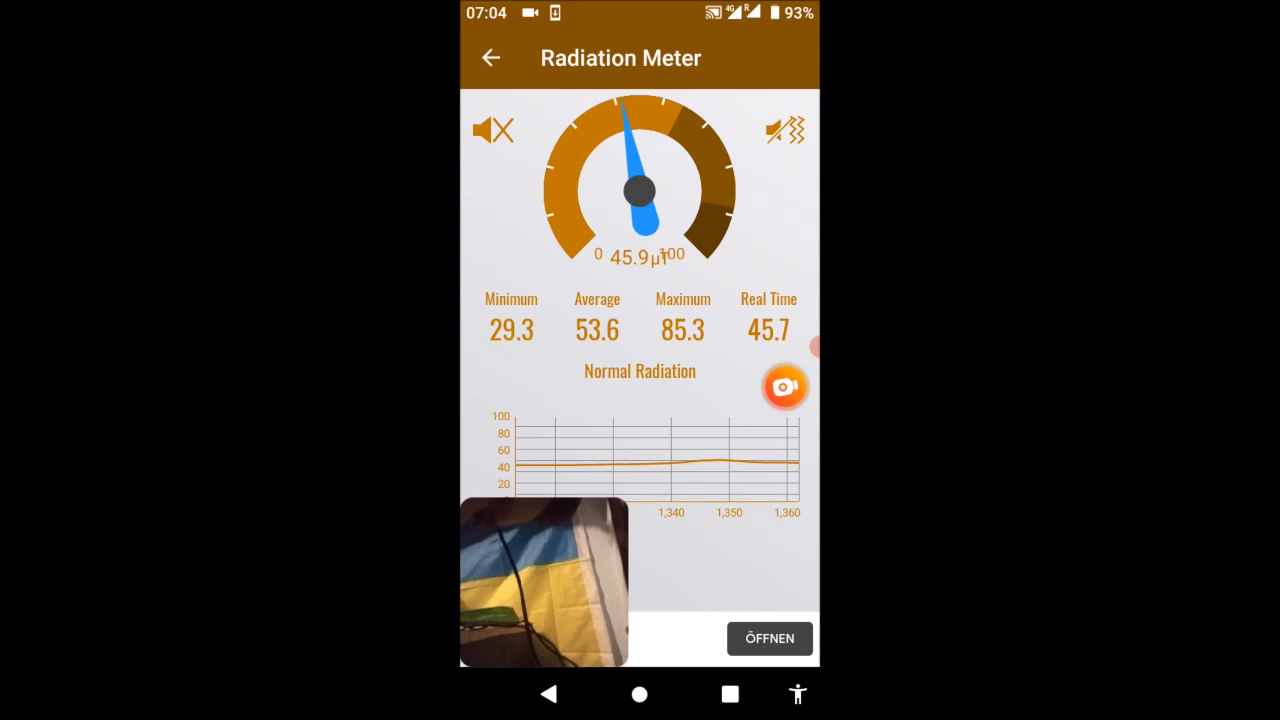 07:04 4G R 93%
Radiation Meter
0 45.9µT 100
Minimum Average Maximum Real Time
29.3 53.6 85.3 45.7
Normal Radiation
100
80
60
40
20
1,340 1,350 1,360
ÖFFNEN